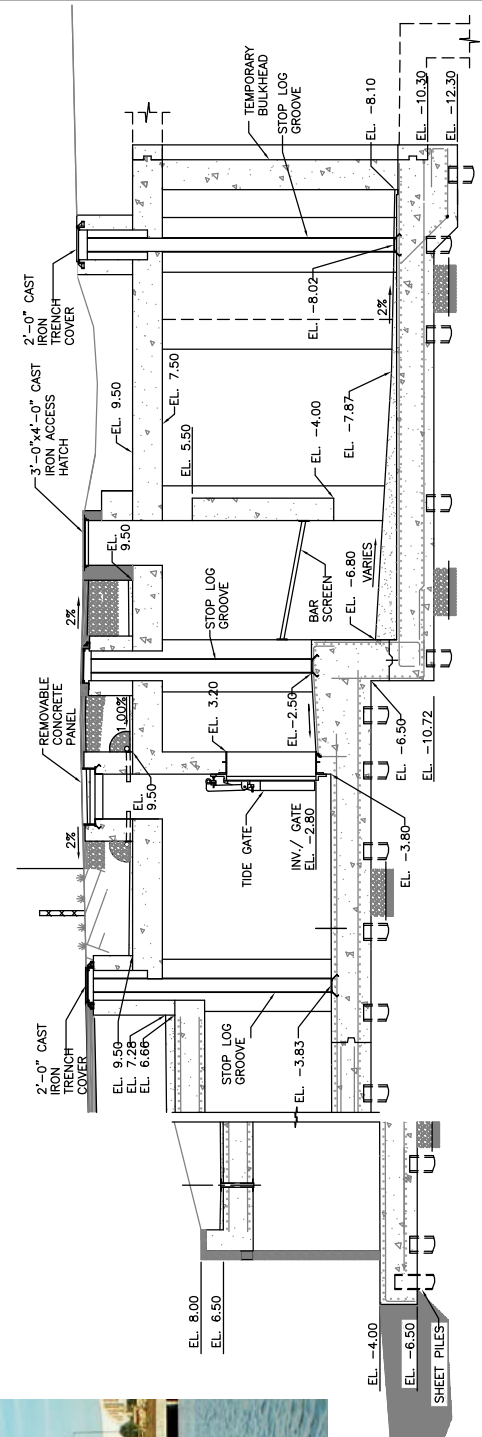 2'-0" CAST
IRON
TRENCH
COVER
REMOVABLE
CONCRETE
PANEL
3'-0"x4'-0" CAST
IRON ACCESS
HATCH
2'-0" CAST
IRON
TRENCH
COVER
2%
2%
1.00%
EL. 8.00
EL. 6.50
EL. 9.50
EL. 7.28
EL. 6.66
EL.
9.50
EL.
9.50
EL. 9.50
EL. 7.50
EL. 5.50
TEMPORARY
BULKHEAD
STOP LOG
GROOVE
STOP LOG
GROOVE
STOP LOG
GROOVE
TIDE GATE
EL. 3.20
INV./ GATE
EL. -2.80
EL. -2.50
BAR
SCREEN
EL. -4.00
EL. -3.83
EL. -6.80
VARIES
EL. -7.87
2%
EL. -8.02
EL. -8.10
EL. -10.30
EL. -12.30
EL. -3.80
EL. -6.50
EL. -10.72
EL. -4.00
EL. -6.50
SHEET PILES